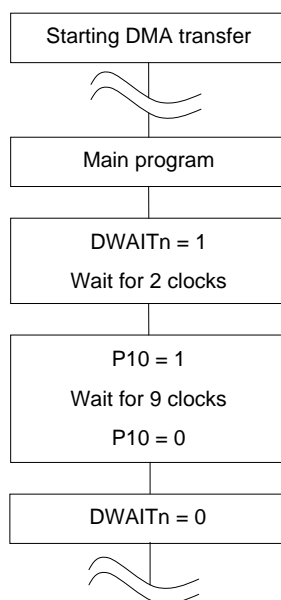 Starting DMA transfer
Main program
DWAITn = 1
Wait for 2 clocks
P10 = 1
Wait for 9 clocks
P10 = 0
DWAITn = 0